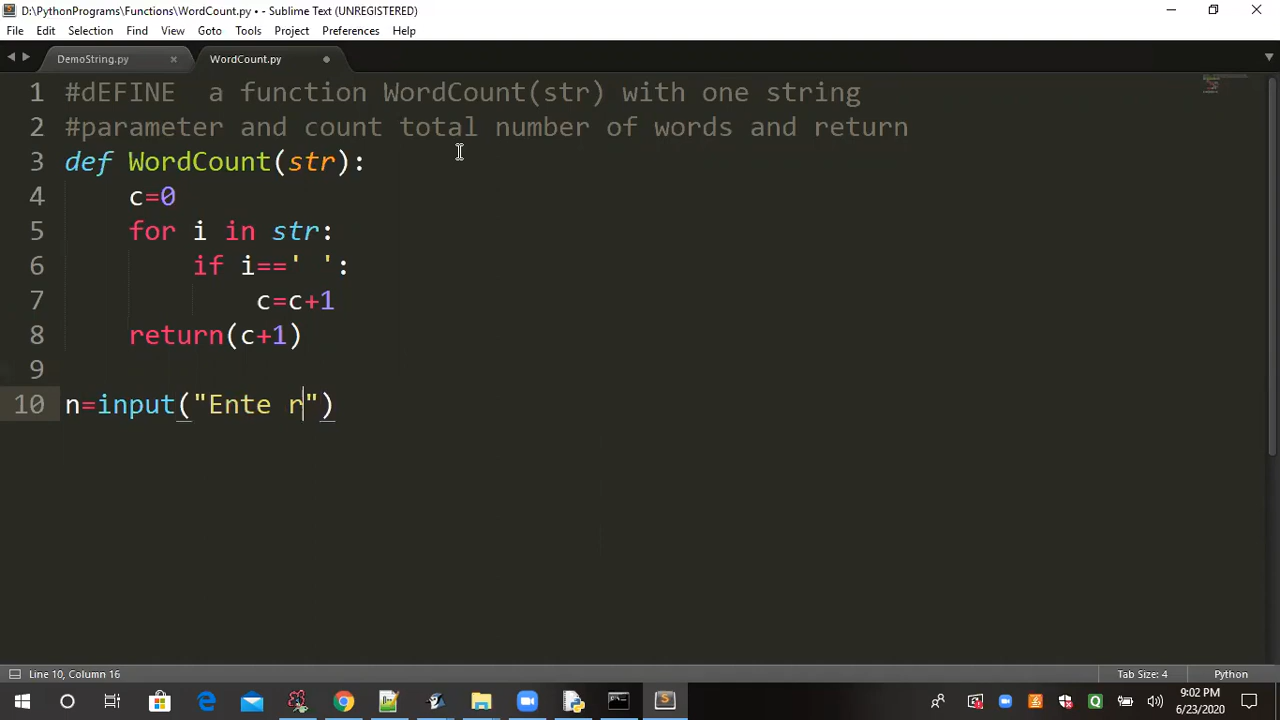 D:\PythonPrograms\Functions\WordCount.py • - Sublime Text (UNREGISTERED)
File Edit Selection Find View Goto Tools Project Preferences Help
DemoString.py × WordCount.py
1 #dEFINE  a function WordCount(str) with one string
2 #parameter and count total number of words and return
3 def WordCount(str):
4     c=0
5     for i in str:
6         if i==' ':
7             c=c+1
8     return(c+1)
9
10 n=input("Ente r")
Line 10, Column 16 Tab Size: 4 Python
9:02 PM
6/23/2020